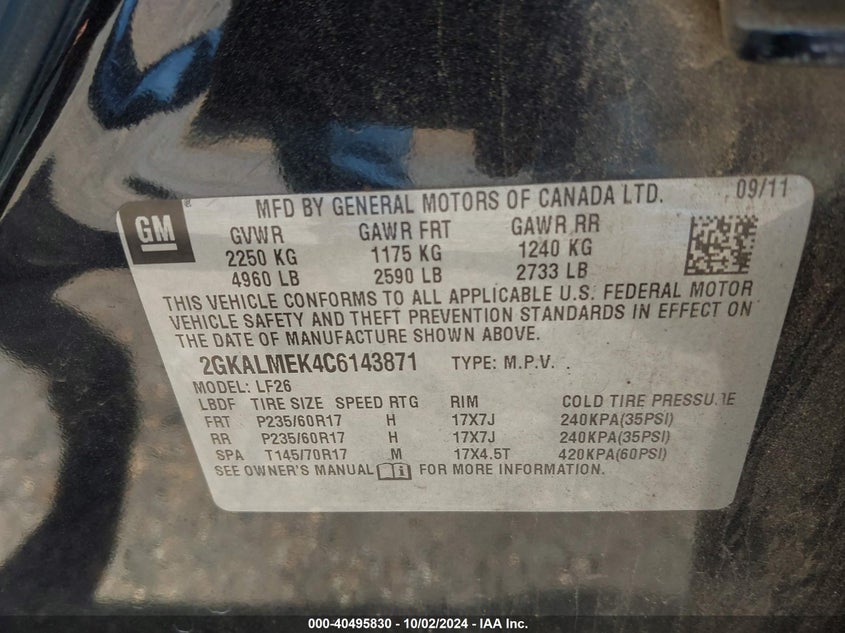 GM
®
MFD BY GENERAL MOTORS OF CANADA LTD. 09/11
GVWR GAWR FRT GAWR RR
2250 KG 1175 KG 1240 KG
4960 LB 2590 LB 2733 LB
THIS VEHICLE CONFORMS TO ALL APPLICABLE U.S. FEDERAL MOTOR
VEHICLE SAFETY AND THEFT PREVENTION STANDARDS IN EFFECT ON
THE DATE OF MANUFACTURE SHOWN ABOVE.
2GKALMEK4C6143871 TYPE: M.P.V.
MODEL: LF26
LBDF TIRE SIZE SPEED RTG RIM COLD TIRE PRESSURE
FRT P235/60R17 H 17X7J 240KPA(35PSI)
RR P235/60R17 H 17X7J 240KPA(35PSI)
SPA T145/70R17 M 17X4.5T 420KPA(60PSI)
SEE OWNER'S MANUAL FOR MORE INFORMATION.
000-40495830 - 10/02/2024 - IAA Inc.